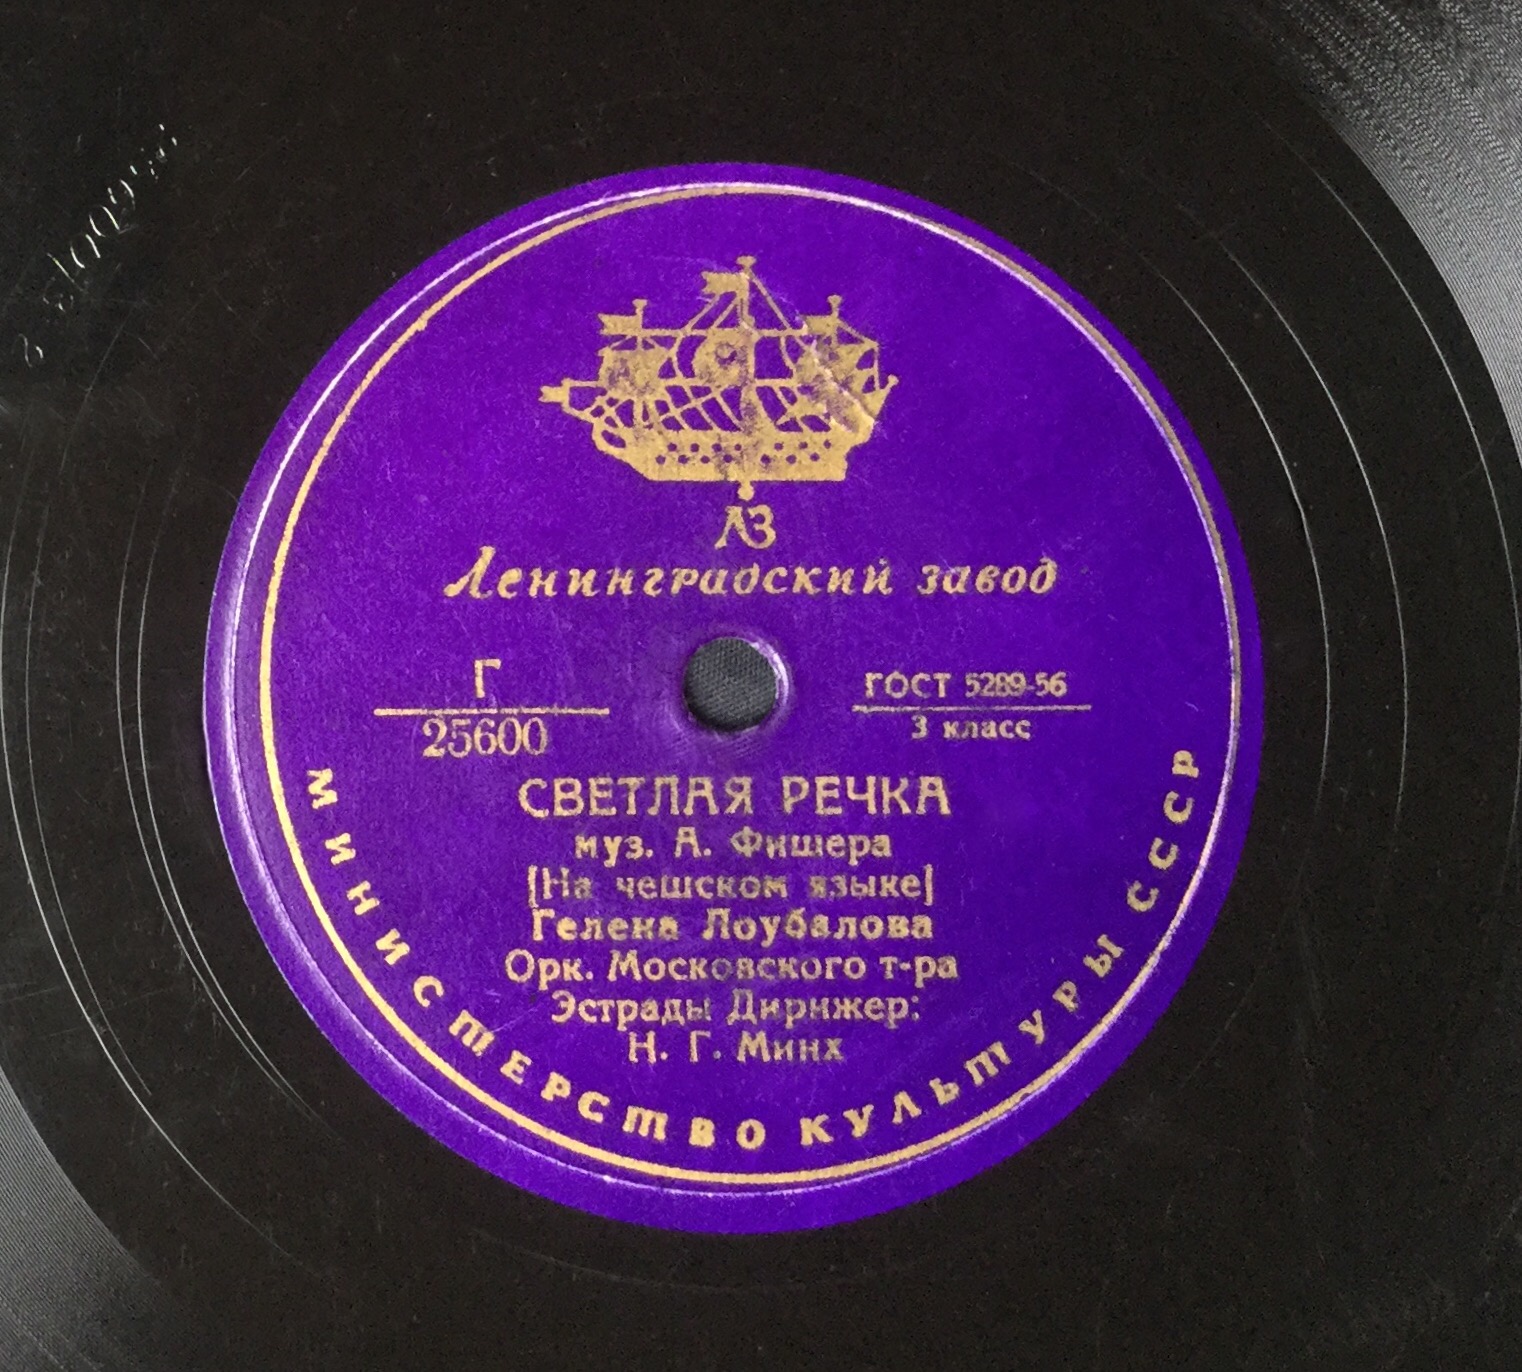 ЛЗ
Ленинградский завод
Г
25600
ГОСТ 5289-56
3 класс
СВЕТЛАЯ РЕЧКА
муз. А. Фишера
[На чешском языке]
Гелена Лоубалова
Орк. Московского т-ра
Эстрады Дирижер:
Н. Г. Минх
МИНИСТЕРСТВО КУЛЬТУРЫ СССР